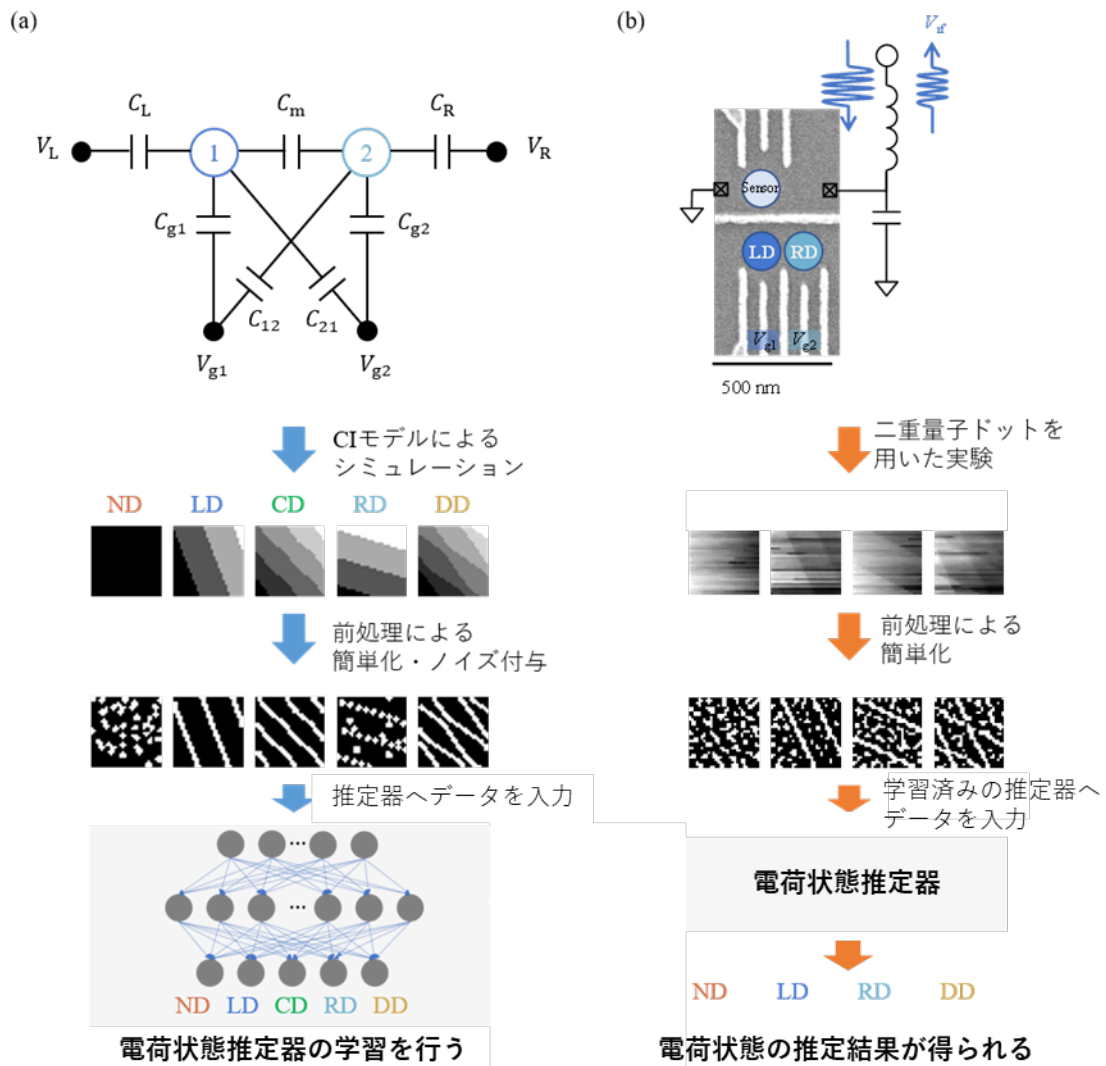 (a)
C_L
C_m
C_R
V_L
1
2
V_R
C_g1
C_g2
C_12
C_21
V_g1
V_g2
CIモデルによる
シミュレーション
ND LD CD RD DD
前処理による
簡単化・ノイズ付与
推定器へデータを入力
...
...
ND LD CD RD DD
電荷状態推定器の学習を行う
(b)
V_rf
Sensor
LD RD
V_g1 V_g2
500 nm
二重量子ドットを
用いた実験
前処理による
簡単化
学習済みの推定器へ
データを入力
電荷状態推定器
ND LD RD DD
電荷状態の推定結果が得られる